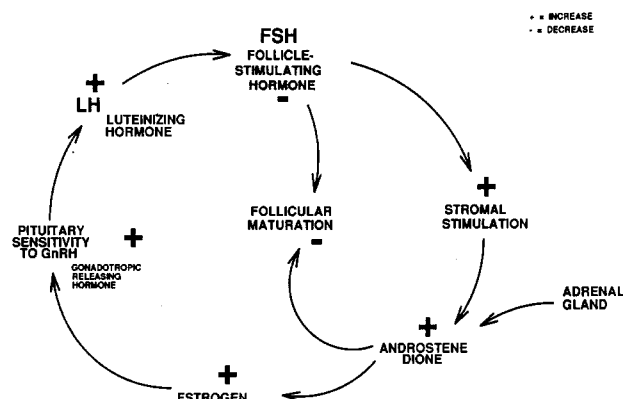 + = INCREASE
- = DECREASE
FSH
FOLLICLE-
STIMULATING
HORMONE
-
+
LH
LUTEINIZING
HORMONE
+
STROMAL
STIMULATION
FOLLICULAR
MATURATION
-
PITUITARY
SENSITIVITY
TO GnRH
+
GONADOTROPIC
RELEASING
HORMONE
ADRENAL
GLAND
+
ANDROSTENE
DIONE
+
ESTROGEN